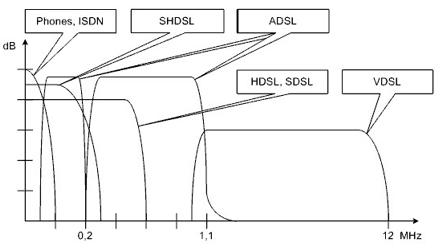 Phones, ISDN
SHDSL
ADSL
dB
HDSL, SDSL
VDSL
0,2
1,1
12 MHz